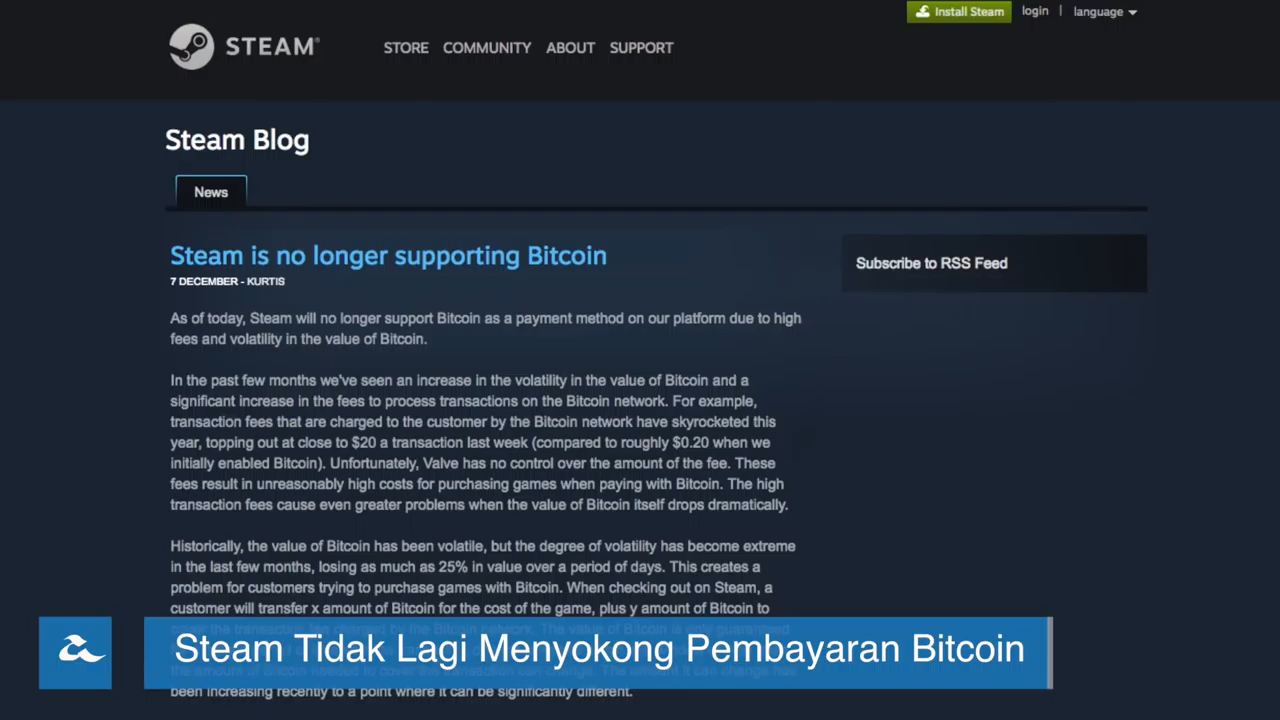 Install Steam login | language
STEAM®
STORE COMMUNITY ABOUT SUPPORT
Steam Blog
News
Steam is no longer supporting Bitcoin
7 DECEMBER - KURTIS
Subscribe to RSS Feed
As of today, Steam will no longer support Bitcoin as a payment method on our platform due to high
fees and volatility in the value of Bitcoin.
In the past few months we've seen an increase in the volatility in the value of Bitcoin and a
significant increase in the fees to process transactions on the Bitcoin network. For example,
transaction fees that are charged to the customer by the Bitcoin network have skyrocketed this
year, topping out at close to $20 a transaction last week (compared to roughly $0.20 when we
initially enabled Bitcoin). Unfortunately, Valve has no control over the amount of the fee. These
fees result in unreasonably high costs for purchasing games when paying with Bitcoin. The high
transaction fees cause even greater problems when the value of Bitcoin itself drops dramatically.
Historically, the value of Bitcoin has been volatile, but the degree of volatility has become extreme
in the last few months, losing as much as 25% in value over a period of days. This creates a
problem for customers trying to purchase games with Bitcoin. When checking out on Steam, a
customer will transfer x amount of Bitcoin for the cost of the game, plus y amount of Bitcoin to
Steam Tidak Lagi Menyokong Pembayaran Bitcoin
been increasing recently to a point where it can be significantly different.